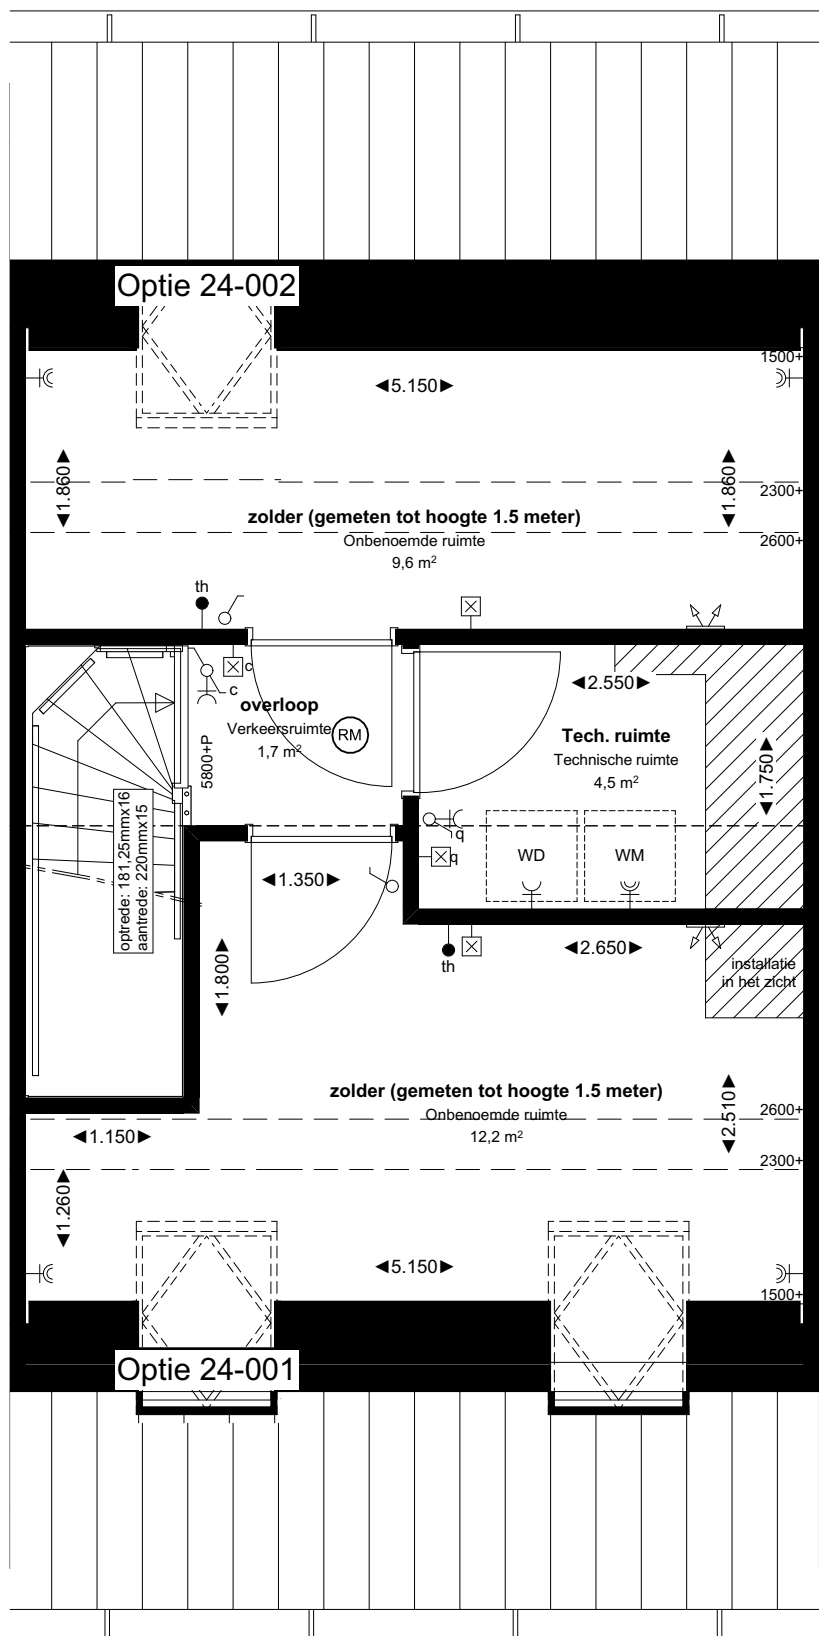 Optie 24-002
1500+
5.150
1.860
1.860
2300+
zolder (gemeten tot hoogte 1.5 meter)
Onbenoemde ruimte
9,6 m²
2600+
th
c
c
overloop
Verkeersruimte
1,7 m²
RM
5800+P
2.550
Tech. ruimte
Technische ruimte
4,5 m²
1.750
optrede: 181,25mmx16
aantrede: 220mmx15
q
q
WD
WM
1.350
1.800
th
2.650
installatie
in het zicht
zolder (gemeten tot hoogte 1.5 meter)
Onbenoemde ruimte
12,2 m²
2.510
2600+
1.150
2300+
1.260
5.150
1500+
Optie 24-001